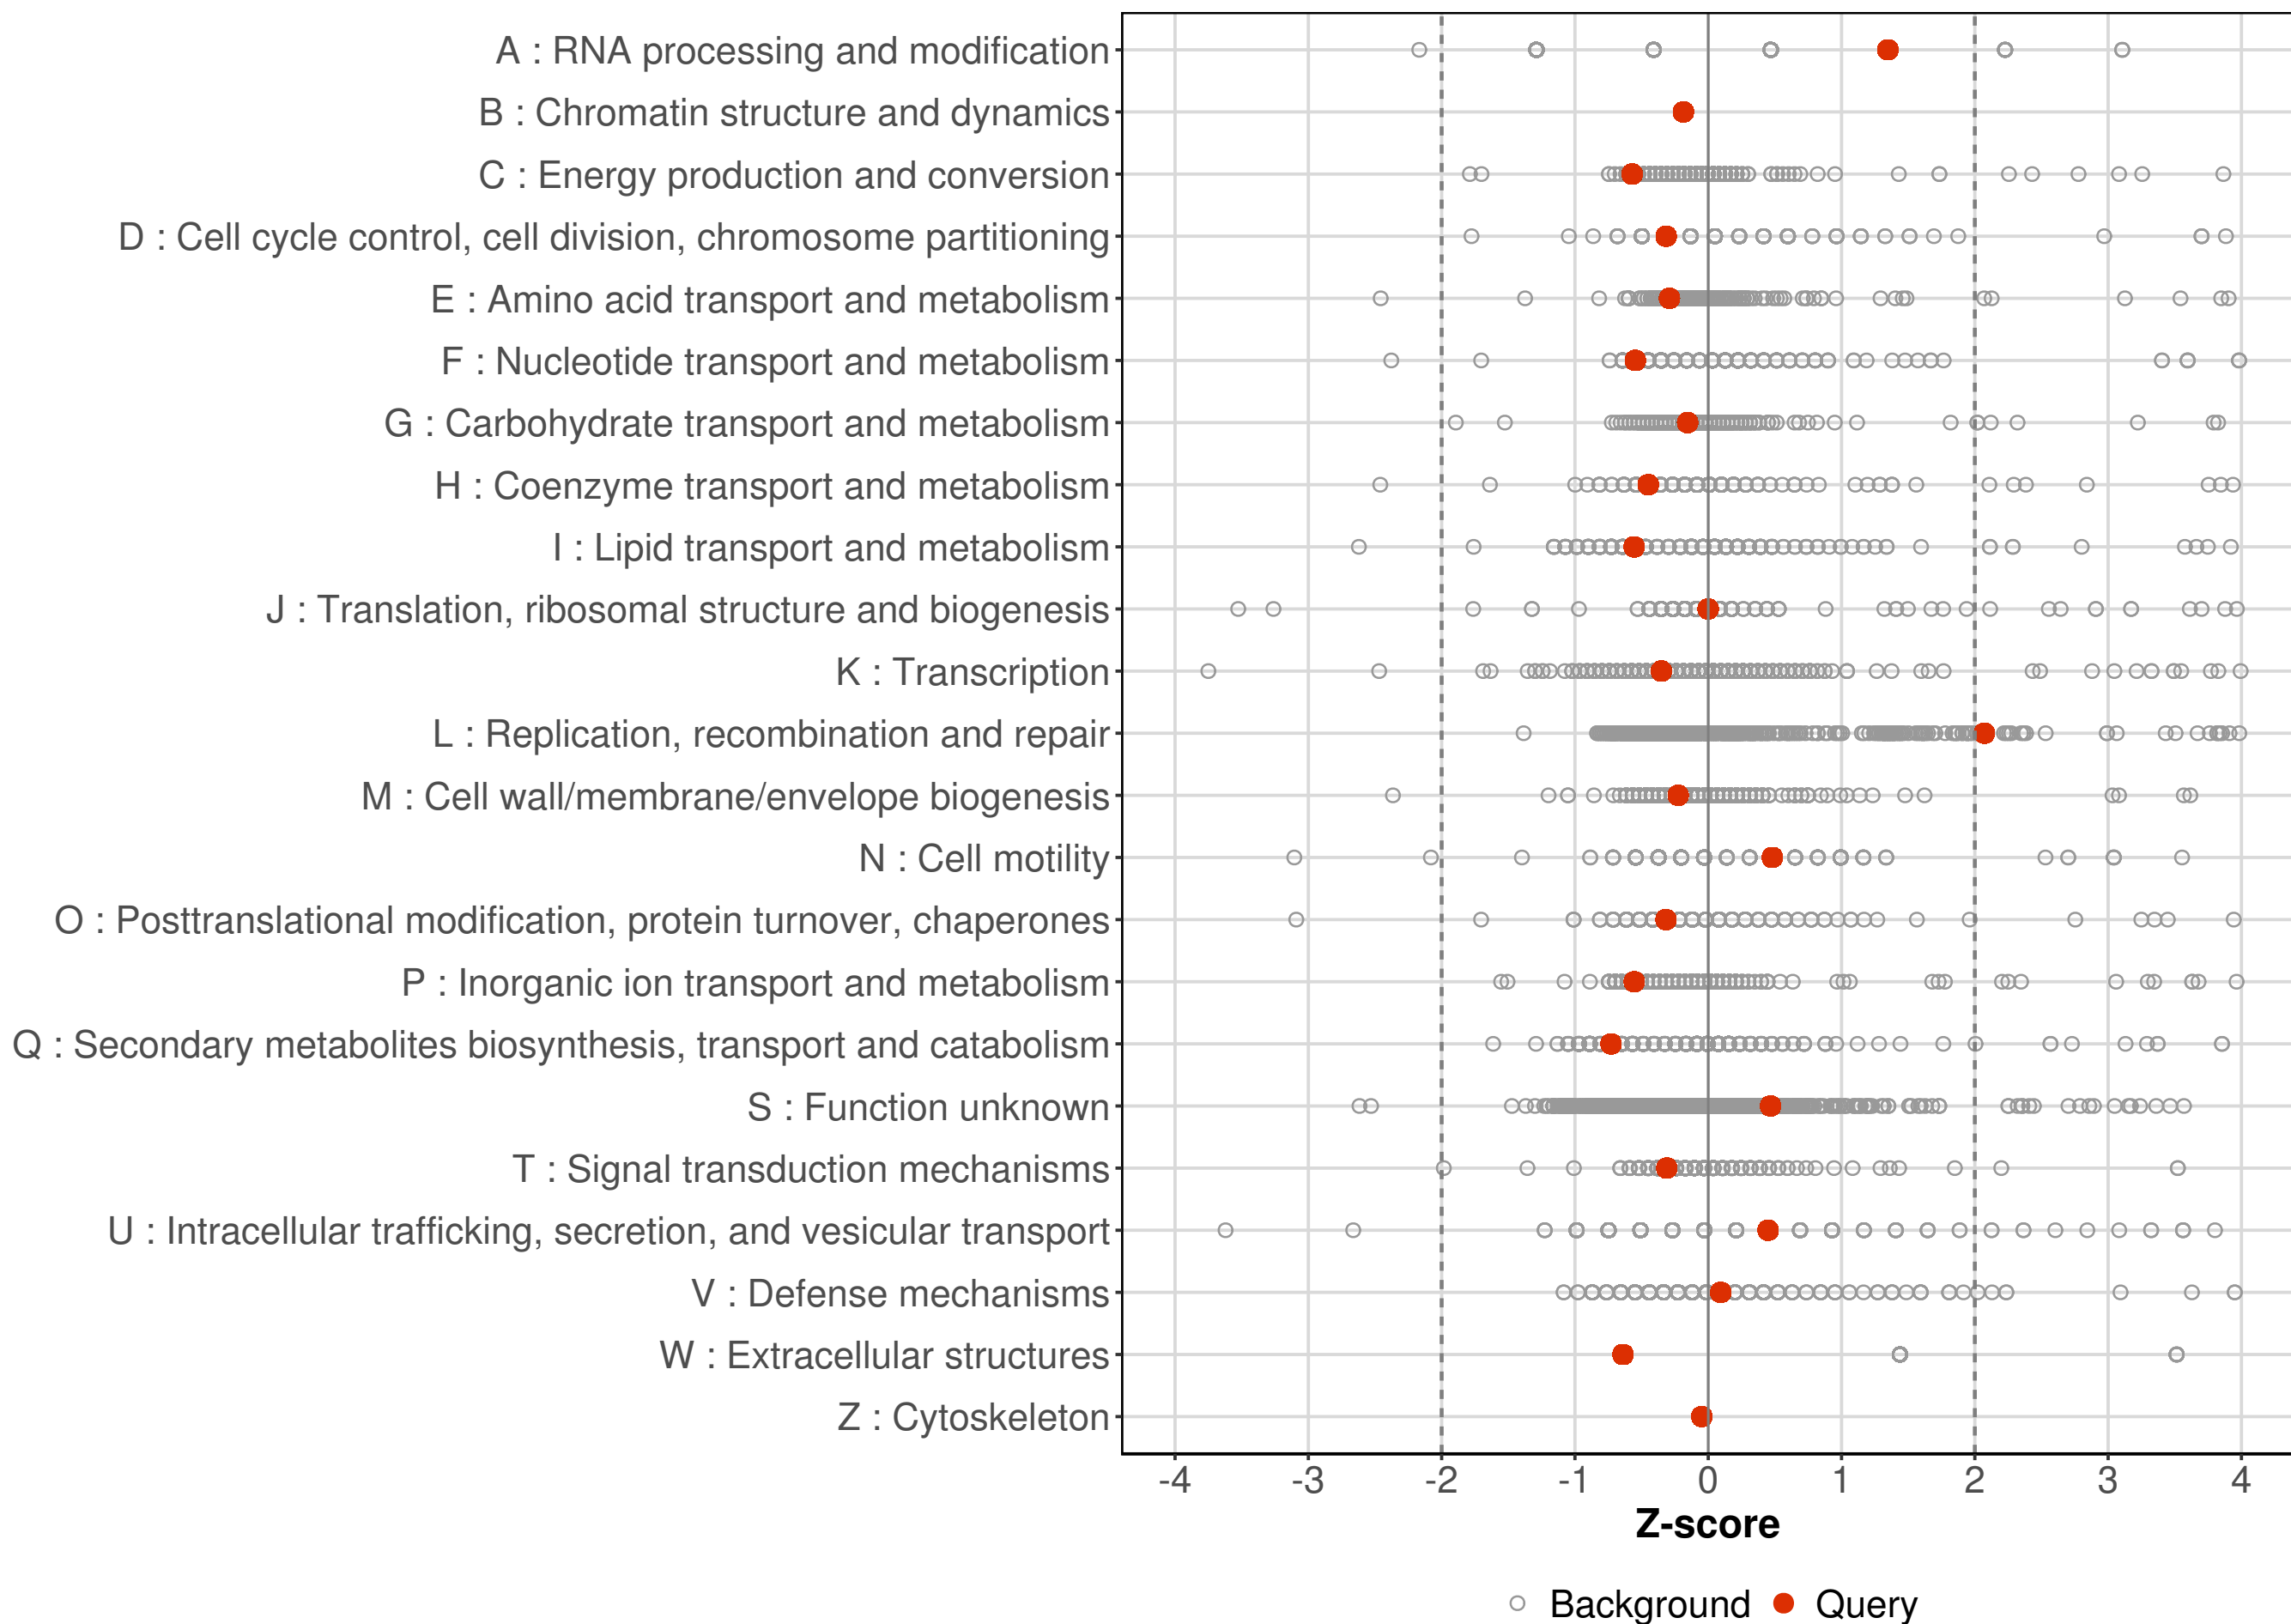 A : RNA processing and modification
B : Chromatin structure and dynamics
C : Energy production and conversion
D : Cell cycle control, cell division, chromosome partitioning
E : Amino acid transport and metabolism
F : Nucleotide transport and metabolism
G : Carbohydrate transport and metabolism
H : Coenzyme transport and metabolism
I : Lipid transport and metabolism
J : Translation, ribosomal structure and biogenesis
K : Transcription
L : Replication, recombination and repair
M : Cell wall/membrane/envelope biogenesis
N : Cell motility
O : Posttranslational modification, protein turnover, chaperones
P : Inorganic ion transport and metabolism
Q : Secondary metabolites biosynthesis, transport and catabolism
S : Function unknown
T : Signal transduction mechanisms
U : Intracellular trafficking, secretion, and vesicular transport
V : Defense mechanisms
W : Extracellular structures
Z : Cytoskeleton
-4 -3 -2 -1 0 1 2 3 4
Z-score
Background Query